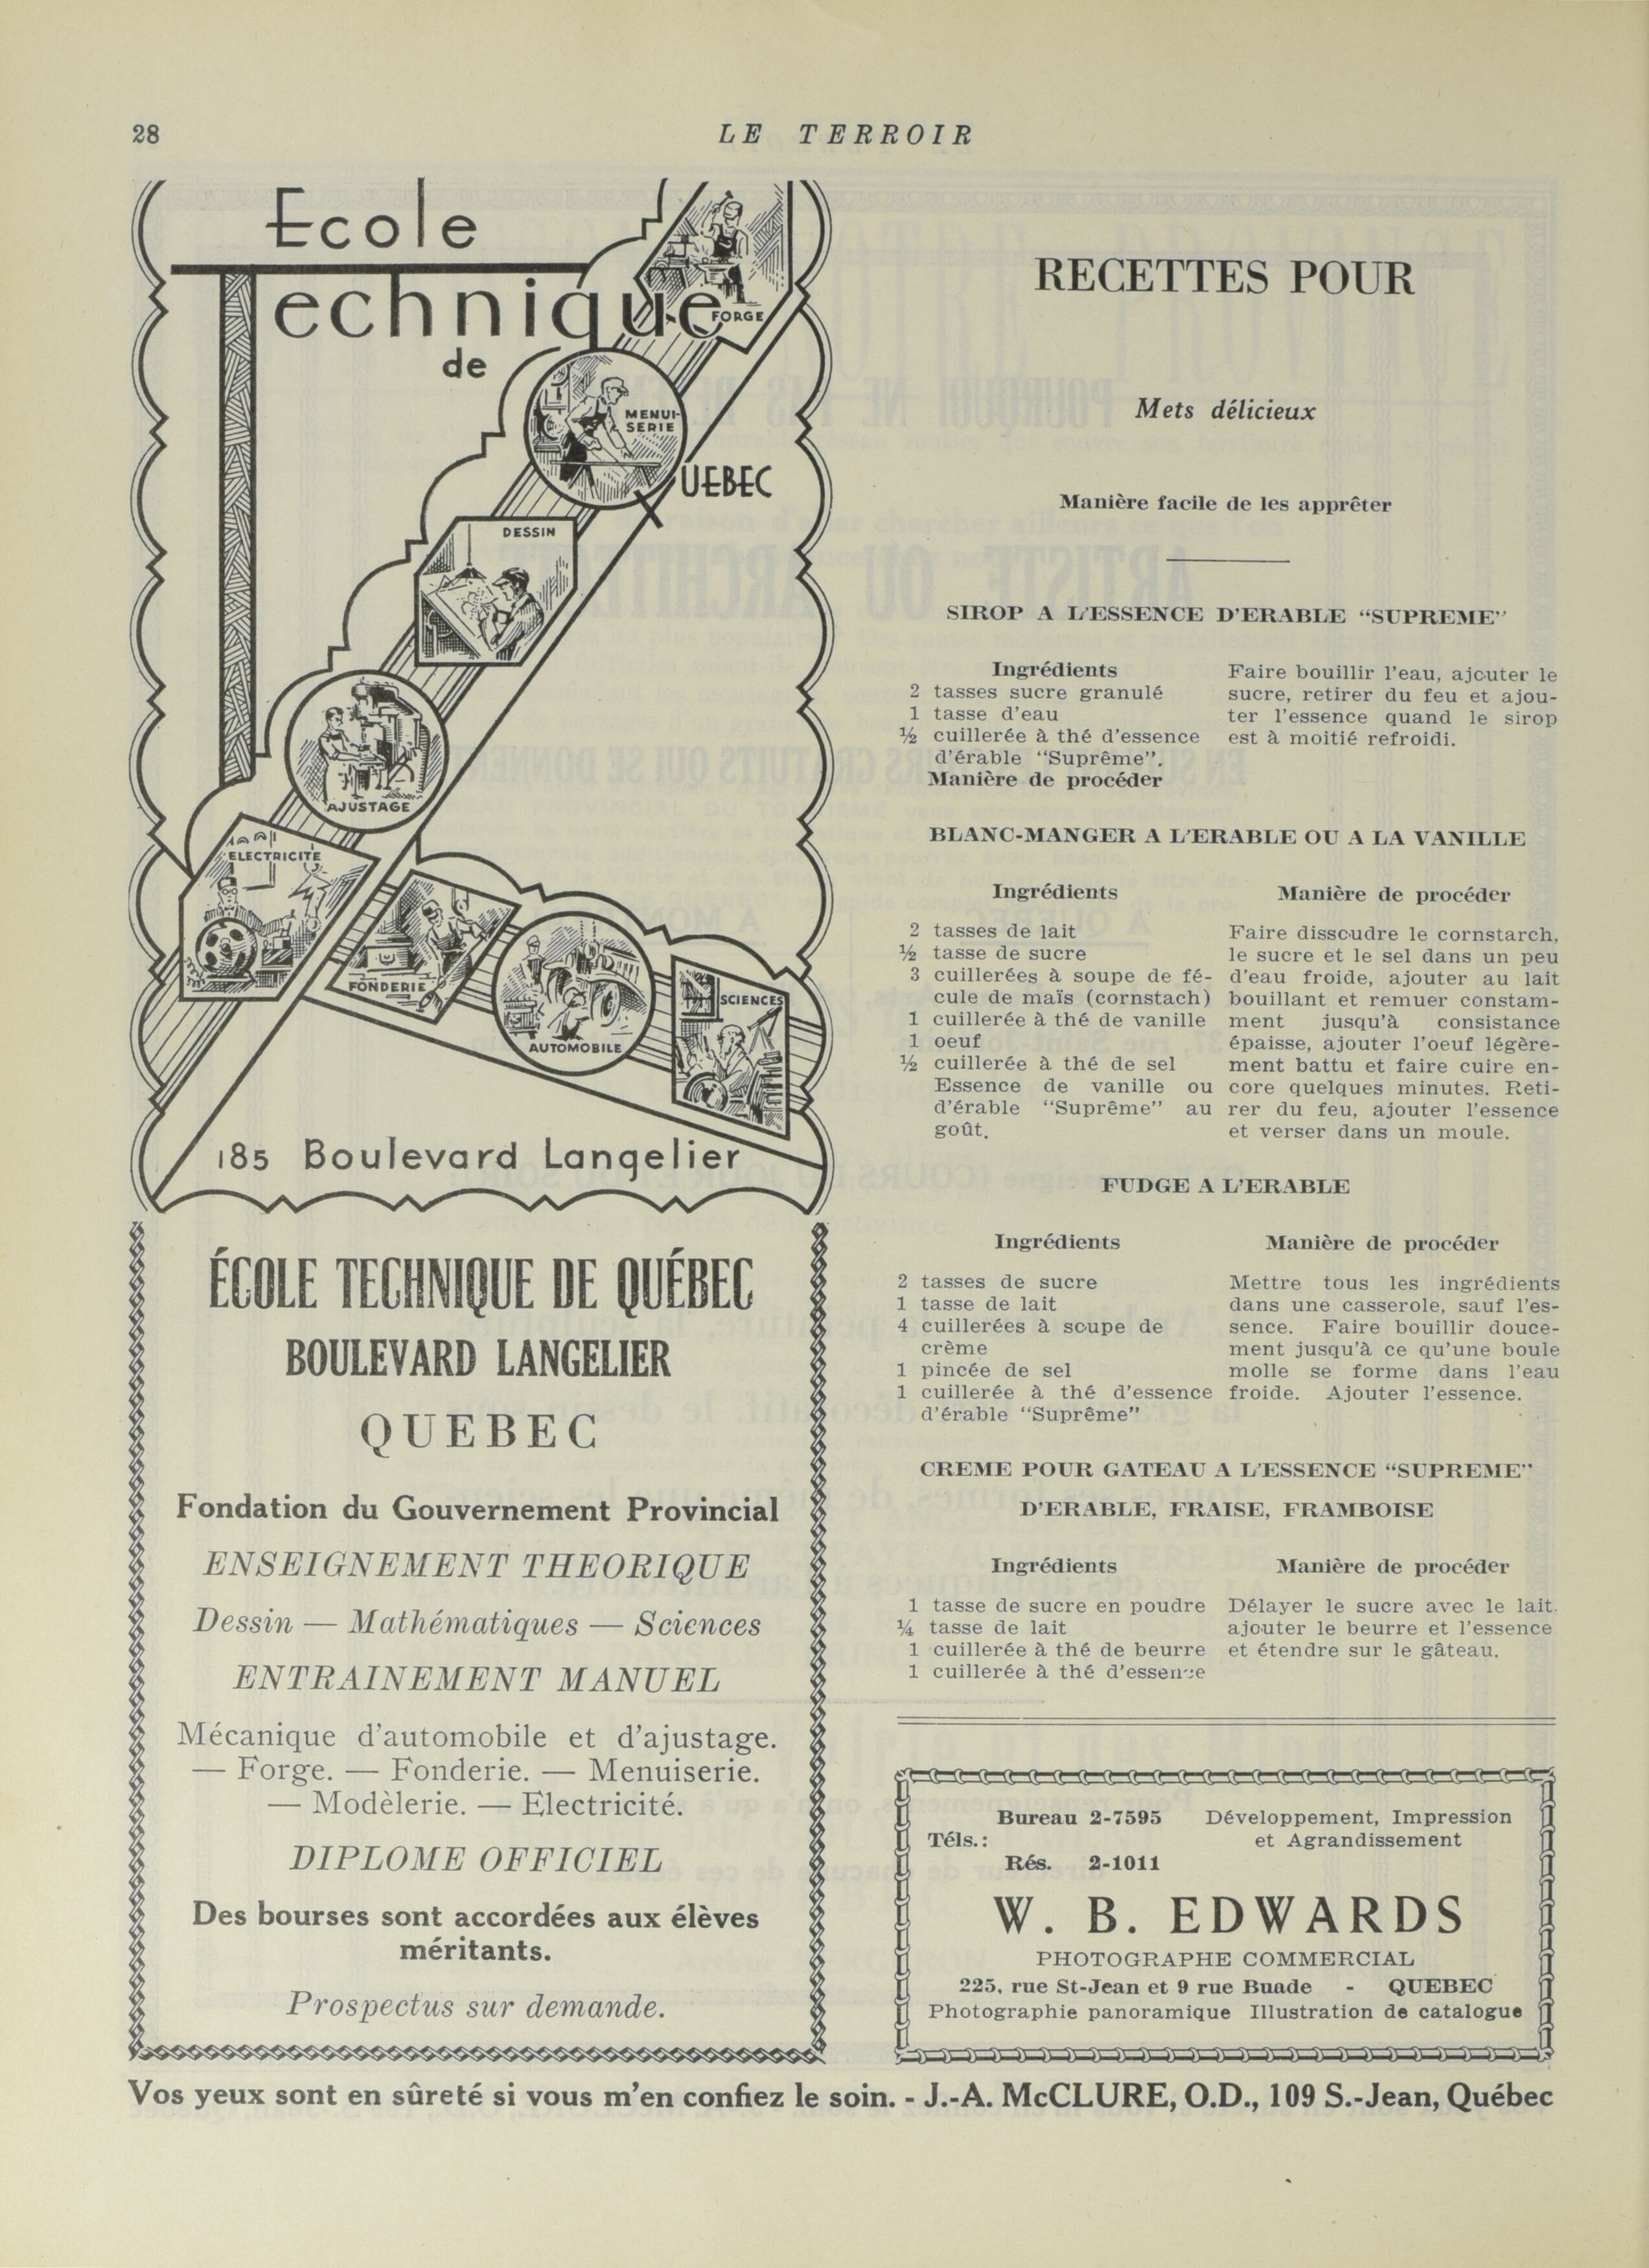 28
LE TERROIR
Ecole
Technique
de
QUEBEC
FORGE
MENUI-
SERIE
DESSIN
AJUSTAGE
ELECTRICITE
FONDERIE
AUTOMOBILE
SCIENCES
185 Boulevard Langelier
ÉCOLE TECHNIQUE DE QUÉBEC
BOULEVARD LANGELIER
QUEBEC
Fondation du Gouvernement Provincial
ENSEIGNEMENT THEORIQUE
Dessin — Mathématiques — Sciences
ENTRAINEMENT MANUEL
Mécanique d'automobile et d'ajustage.
— Forge. — Fonderie. — Menuiserie.
— Modèlerie. — Electricité.
DIPLOME OFFICIEL
Des bourses sont accordées aux élèves
méritants.
Prospectus sur demande.
RECETTES POUR
Mets délicieux
Manière facile de les apprêter
SIROP A L'ESSENCE D'ERABLE "SUPREME"
Ingrédients
2 tasses sucre granulé
1 tasse d'eau
½ cuillerée à thé d'essence
d'érable "Suprême".
Manière de procéder
Faire bouillir l'eau, ajouter le
sucre, retirer du feu et ajou-
ter l'essence quand le sirop
est à moitié refroidi.
BLANC-MANGER A L'ERABLE OU A LA VANILLE
Ingrédients
2 tasses de lait
½ tasse de sucre
3 cuillerées à soupe de fé-
cule de maïs (cornstach)
1 cuillerée à thé de vanille
1 oeuf
½ cuillerée à thé de sel
Essence de vanille ou
d'érable "Suprême" au
goût.
Manière de procéder
Faire dissoudre le cornstarch,
le sucre et le sel dans un peu
d'eau froide, ajouter au lait
bouillant et remuer constam-
ment jusqu'à consistance
épaisse, ajouter l'oeuf légère-
ment battu et faire cuire en-
core quelques minutes. Reti-
rer du feu, ajouter l'essence
et verser dans un moule.
FUDGE A L'ERABLE
Ingrédients
2 tasses de sucre
1 tasse de lait
4 cuillerées à soupe de
crème
1 pincée de sel
1 cuillerée à thé d'essence
d'érable "Suprême"
Manière de procéder
Mettre tous les ingrédients
dans une casserole, sauf l'es-
sence. Faire bouillir douce-
ment jusqu'à ce qu'une boule
molle se forme dans l'eau
froide. Ajouter l'essence.
CREME POUR GATEAU A L'ESSENCE "SUPREME"
D'ERABLE, FRAISE, FRAMBOISE
Ingrédients
1 tasse de sucre en poudre
¼ tasse de lait
1 cuillerée à thé de beurre
1 cuillerée à thé d'essence
Manière de procéder
Délayer le sucre avec le lait,
ajouter le beurre et l'essence
et étendre sur le gâteau.
Bureau 2-7595
Téls.:
Rés. 2-1011
Développement, Impression
et Agrandissement
W. B. EDWARDS
PHOTOGRAPHE COMMERCIAL
225, rue St-Jean et 9 rue Buade - QUEBEC
Photographie panoramique Illustration de catalogue
Vos yeux sont en sûreté si vous m'en confiez le soin. - J.-A. McCLURE, O.D., 109 S.-Jean, Québec